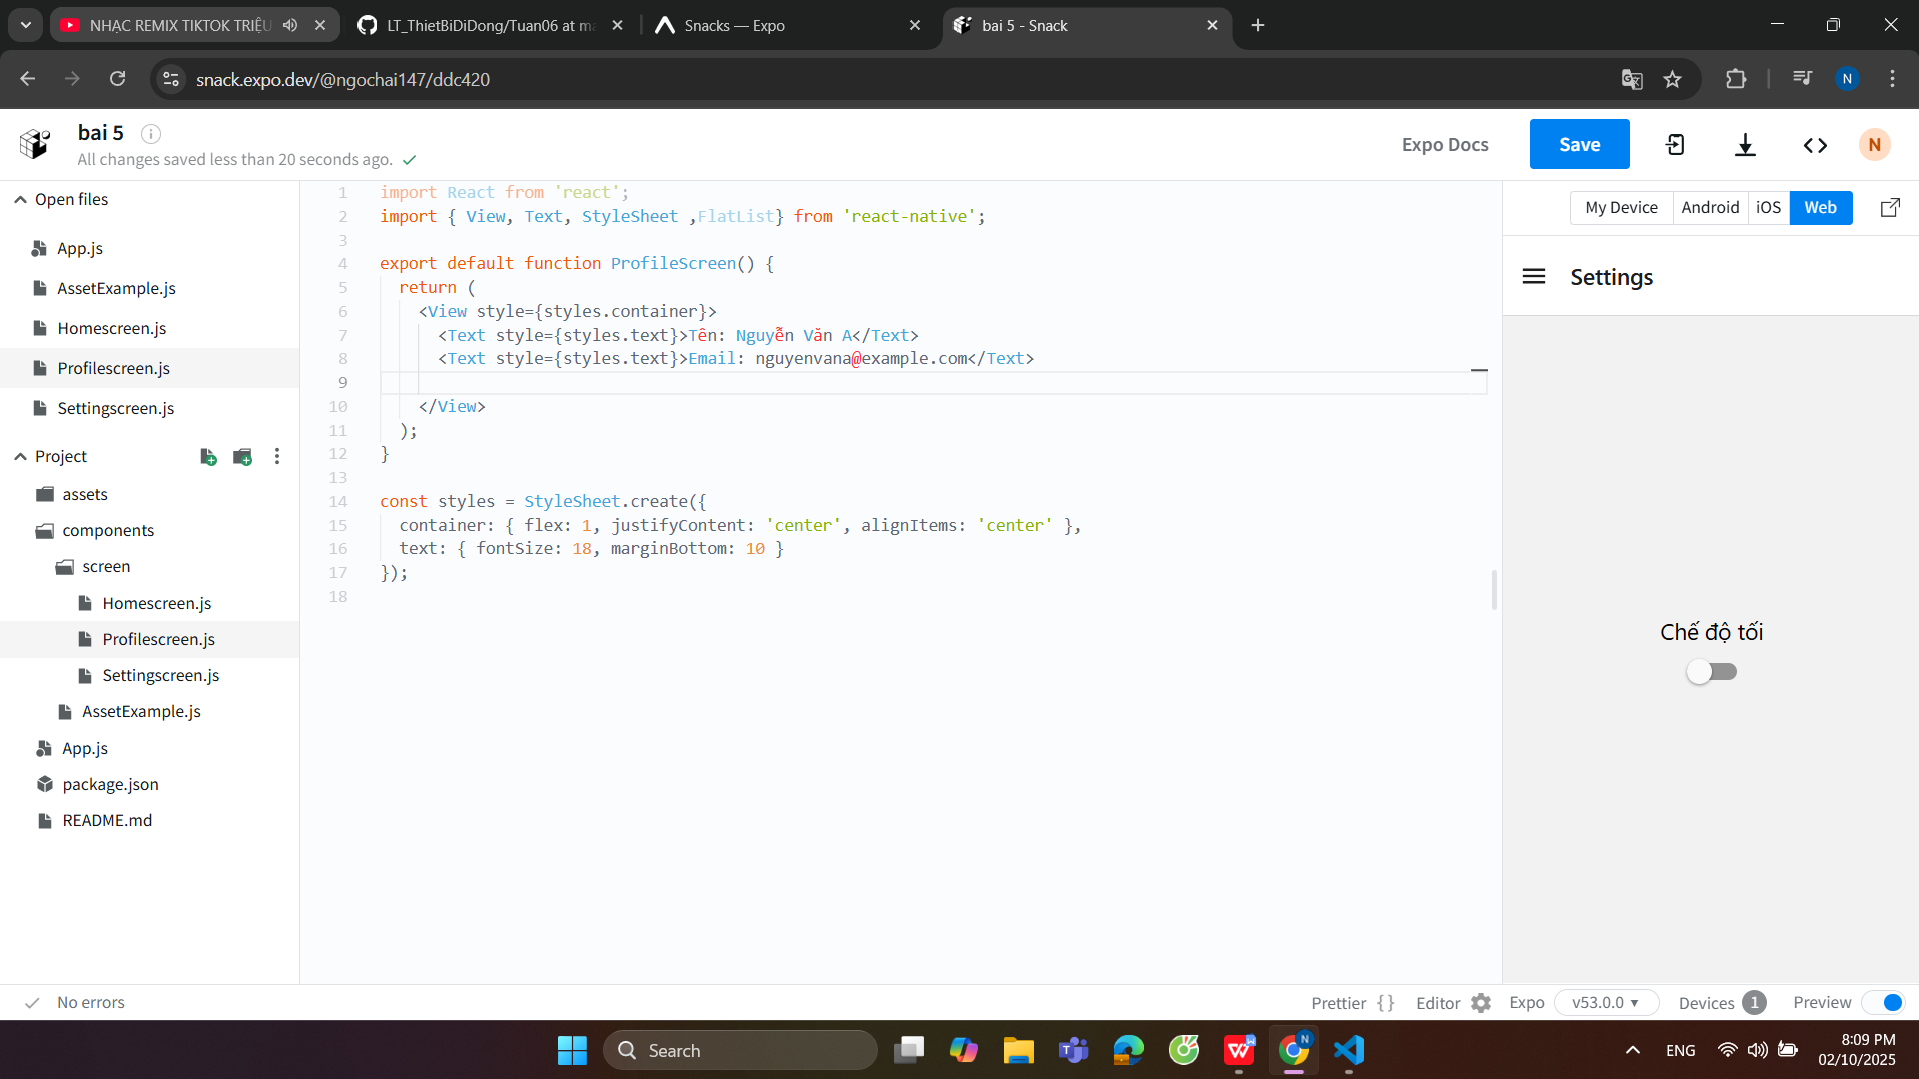 NHẠC REMIX TIKTOK TRIỆU
LT_ThietBiDiDong/Tuan06 at ma
Snacks — Expo
bai 5 - Snack
snack.expo.dev/@ngochai147/ddc420
N
bai 5
All changes saved less than 20 seconds ago.
Expo Docs
Save
N
Open files
App.js
AssetExample.js
Homescreen.js
Profilescreen.js
Settingscreen.js
Project
assets
components
screen
Homescreen.js
Profilescreen.js
Settingscreen.js
AssetExample.js
App.js
package.json
README.md
1 import React from 'react';
2 import { View, Text, StyleSheet ,FlatList} from 'react-native';
3
4 export default function ProfileScreen() {
5 return (
6 <View style={styles.container}>
7 <Text style={styles.text}>Tên: Nguyễn Văn A</Text>
8 <Text style={styles.text}>Email: nguyenvana@example.com</Text>
9
10 </View>
11 );
12 }
13
14 const styles = StyleSheet.create({
15 container: { flex: 1, justifyContent: 'center', alignItems: 'center' },
16 text: { fontSize: 18, marginBottom: 10 }
17 });
18
My Device Android iOS Web
Settings
Chế độ tối
No errors
Prettier { } Editor Expo v53.0.0 ▾ Devices 1 Preview
Search
N
ENG
8:09 PM
02/10/2025